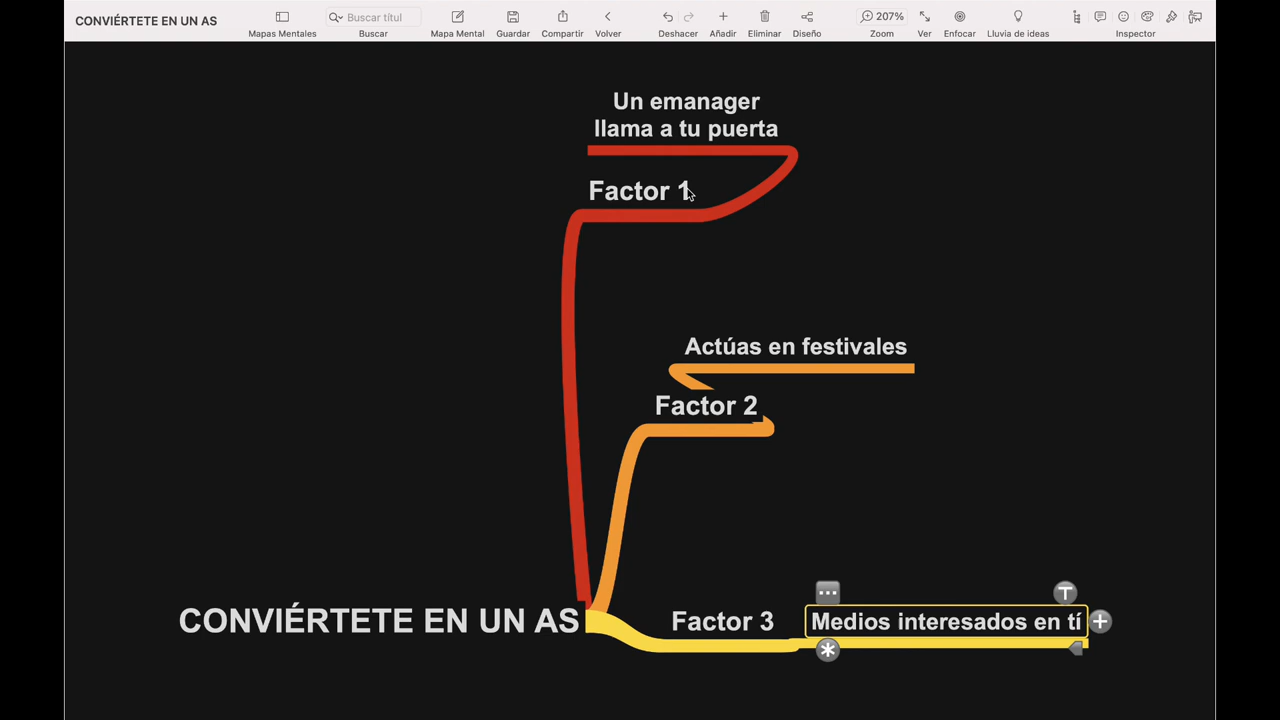 CONVIÉRTETE EN UN AS
Buscar títul
207%
Mapas Mentales
Buscar
Mapa Mental
Guardar
Compartir
Volver
Deshacer
Añadir
Eliminar
Diseño
Zoom
Ver
Enfocar
Lluvia de ideas
Inspector
Un emanager
llama a tu puerta
Factor 1
Actúas en festivales
Factor 2
CONVIÉRTETE EN UN AS
Factor 3
Medios interesados en tí